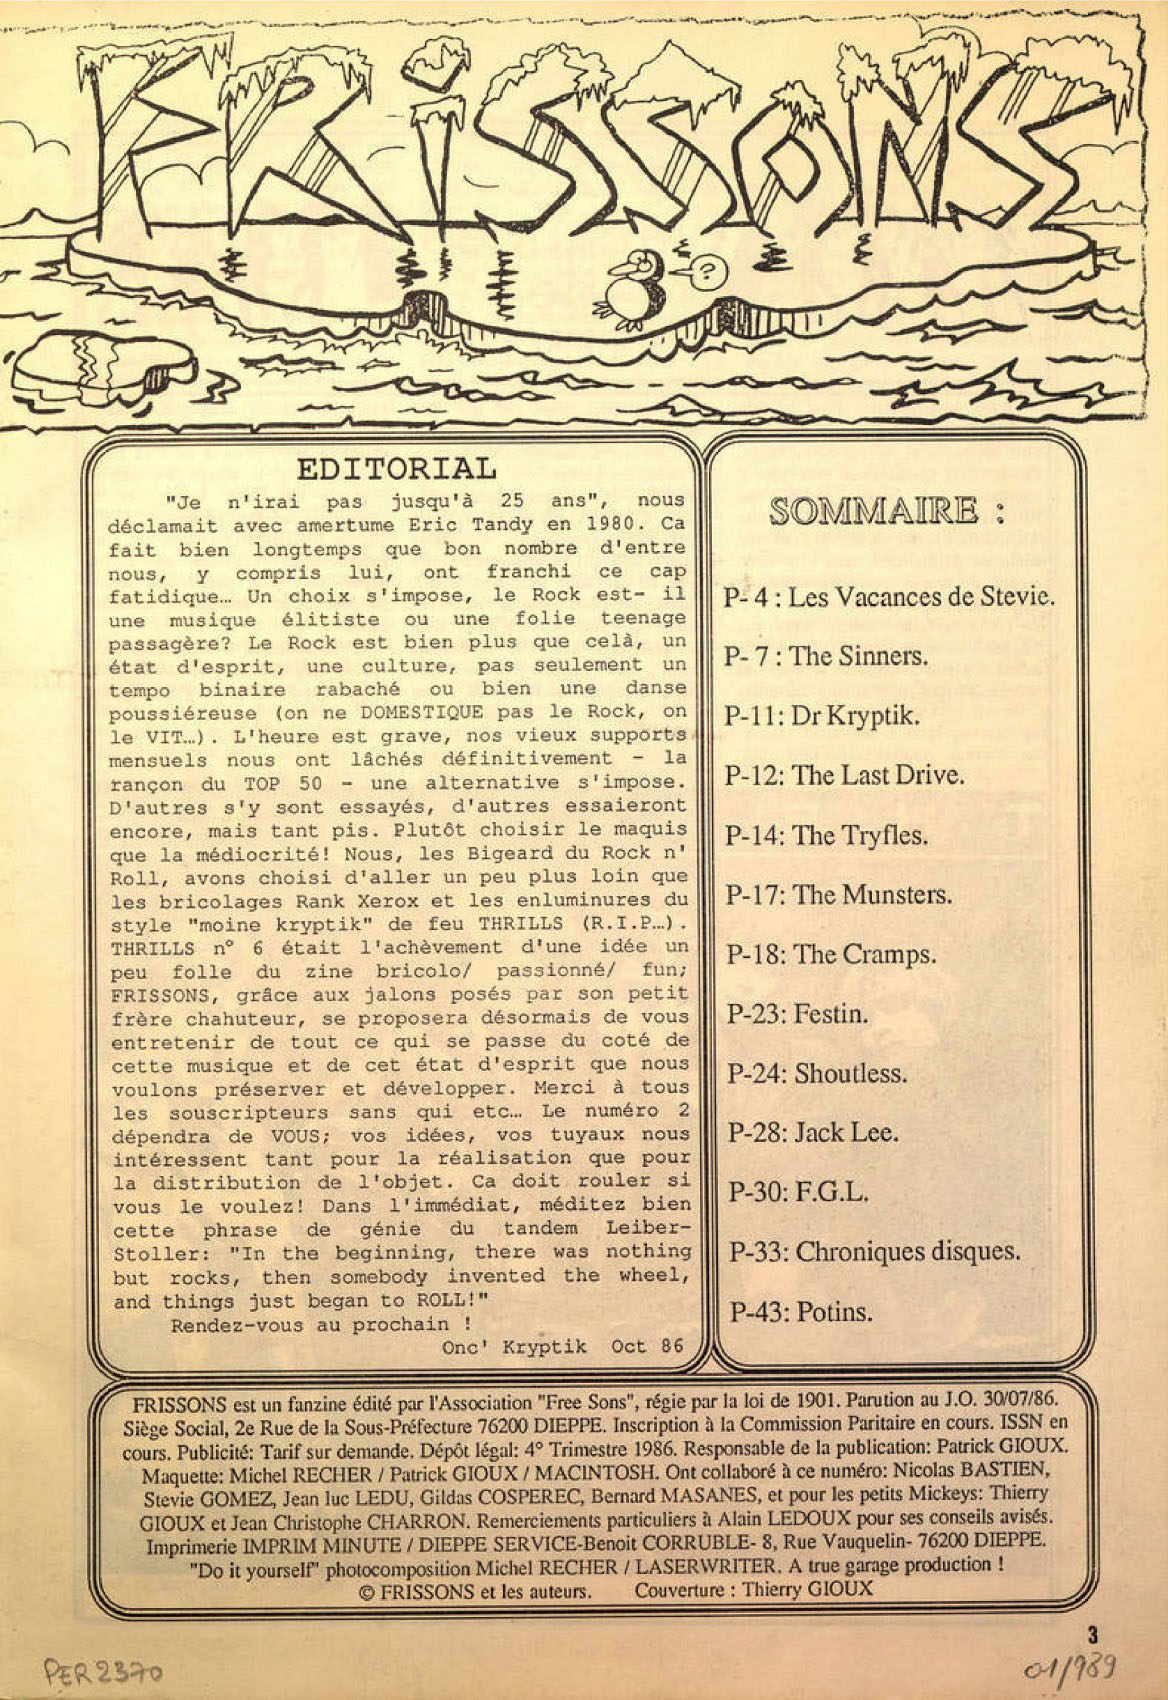 FRISSONS
?
EDITORIAL
"Je n'irai pas jusqu'à 25 ans", nous
déclamait avec amertume Eric Tandy en 1980. Ca
fait bien longtemps que bon nombre d'entre
nous, y compris lui, ont franchi ce cap
fatidique… Un choix s'impose, le Rock est- il
une musique élitiste ou une folie teenage
passagère? Le Rock est bien plus que celà, un
état d'esprit, une culture, pas seulement un
tempo binaire rabaché ou bien une danse
poussiéreuse (on ne DOMESTIQUE pas le Rock, on
le VIT…). L'heure est grave, nos vieux supports
mensuels nous ont lâchés définitivement - la
rançon du TOP 50 - une alternative s'impose.
D'autres s'y sont essayés, d'autres essaieront
encore, mais tant pis. Plutôt choisir le maquis
que la médiocrité! Nous, les Bigeard du Rock n'
Roll, avons choisi d'aller un peu plus loin que
les bricolages Rank Xerox et les enluminures du
style "moine kryptik" de feu THRILLS (R.I.P…).
THRILLS n° 6 était l'achèvement d'une idée un
peu folle du zine bricolo/ passionné/ fun;
FRISSONS, grâce aux jalons posés par son petit
frère chahuteur, se proposera désormais de vous
entretenir de tout ce qui se passe du coté de
cette musique et de cet état d'esprit que nous
voulons préserver et développer. Merci à tous
les souscripteurs sans qui etc… Le numéro 2
dépendra de VOUS; vos idées, vos tuyaux nous
intéressent tant pour la réalisation que pour
la distribution de l'objet. Ca doit rouler si
vous le voulez! Dans l'immédiat, méditez bien
cette phrase de génie du tandem Leiber-
Stoller: "In the beginning, there was nothing
but rocks, then somebody invented the wheel,
and things just began to ROLL!"
Rendez-vous au prochain !
Onc' Kryptik Oct 86
SOMMAIRE :
P- 4 : Les Vacances de Stevie.
P- 7 : The Sinners.
P-11: Dr Kryptik.
P-12: The Last Drive.
P-14: The Tryfles.
P-17: The Munsters.
P-18: The Cramps.
P-23: Festin.
P-24: Shoutless.
P-28: Jack Lee.
P-30: F.G.L.
P-33: Chroniques disques.
P-43: Potins.
FRISSONS est un fanzine édité par l'Association "Free Sons", régie par la loi de 1901. Parution au J.O. 30/07/86.
Siège Social, 2e Rue de la Sous-Préfecture 76200 DIEPPE. Inscription à la Commission Paritaire en cours. ISSN en
cours. Publicité: Tarif sur demande. Dépôt légal: 4° Trimestre 1986. Responsable de la publication: Patrick GIOUX.
Maquette: Michel RECHER / Patrick GIOUX / MACINTOSH. Ont collaboré à ce numéro: Nicolas BASTIEN,
Stevie GOMEZ, Jean luc LEDU, Gildas COSPEREC, Bernard MASANES, et pour les petits Mickeys: Thierry
GIOUX et Jean Christophe CHARRON. Remerciements particuliers à Alain LEDOUX pour ses conseils avisés.
Imprimerie IMPRIM MINUTE / DIEPPE SERVICE-Benoit CORRUBLE- 8, Rue Vauquelin- 76200 DIEPPE.
"Do it yourself" photocomposition Michel RECHER / LASERWRITER. A true garage production !
© FRISSONS et les auteurs. Couverture : Thierry GIOUX
3
PER 2370
01/989